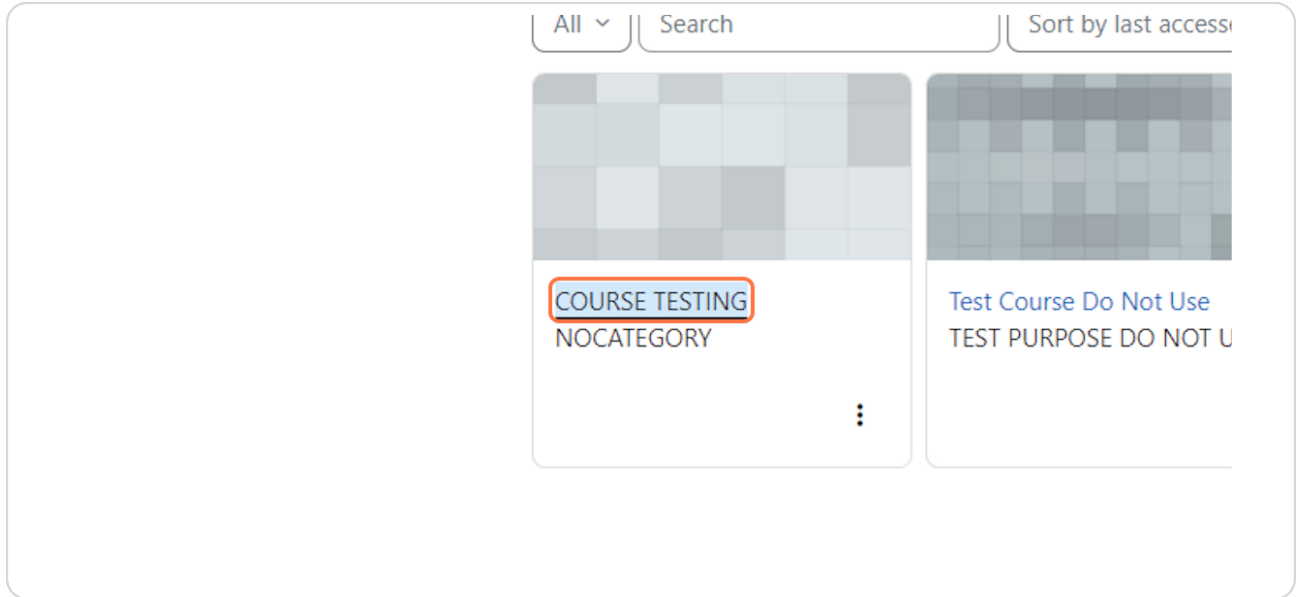 All Search Sort by last access
COURSE TESTING Test Course Do Not Use
NOCATEGORY TEST PURPOSE DO NOT U